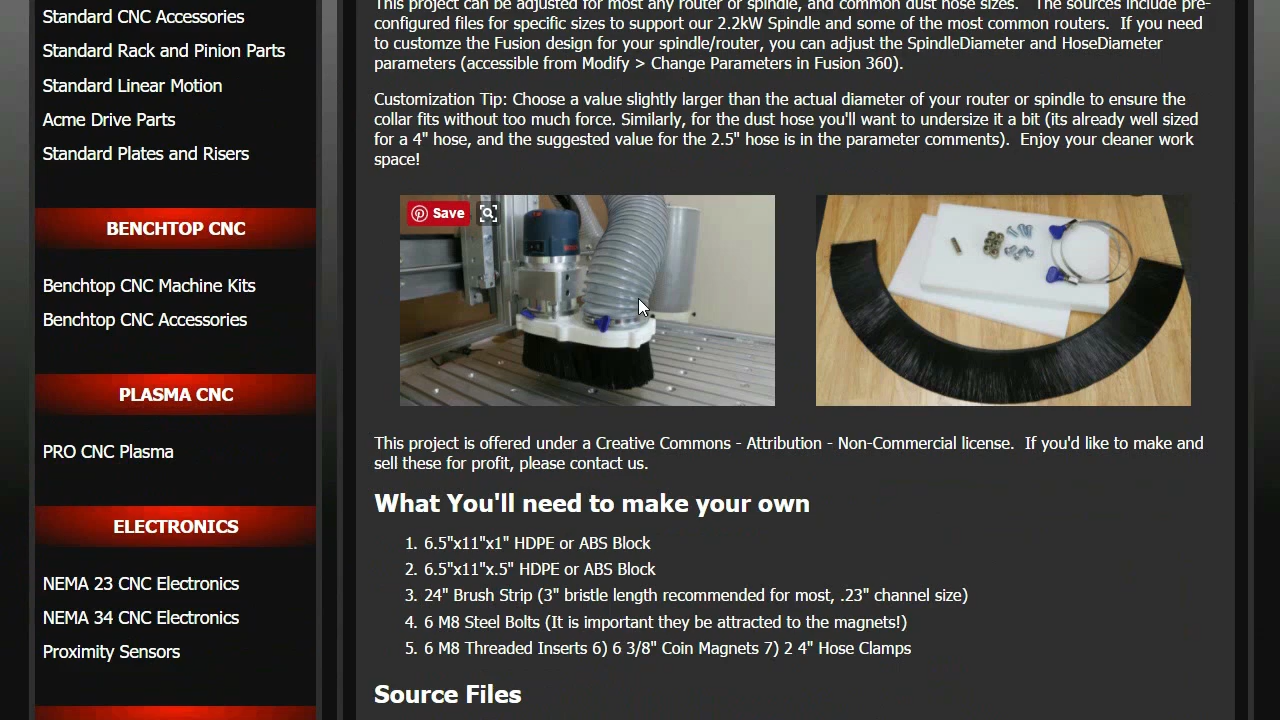 Standard CNC Accessories
Standard Rack and Pinion Parts
Standard Linear Motion
Acme Drive Parts
Standard Plates and Risers
BENCHTOP CNC
Benchtop CNC Machine Kits
Benchtop CNC Accessories
PLASMA CNC
PRO CNC Plasma
ELECTRONICS
NEMA 23 CNC Electronics
NEMA 34 CNC Electronics
Proximity Sensors
This project can be adjusted for most any router or spindle, and common dust hose sizes. The sources include pre-
configured files for specific sizes to support our 2.2kW Spindle and some of the most common routers. If you need
to customze the Fusion design for your spindle/router, you can adjust the SpindleDiameter and HoseDiameter
parameters (accessible from Modify > Change Parameters in Fusion 360).
Customization Tip: Choose a value slightly larger than the actual diameter of your router or spindle to ensure the
collar fits without too much force. Similarly, for the dust hose you'll want to undersize it a bit (its already well sized
for a 4" hose, and the suggested value for the 2.5" hose is in the parameter comments). Enjoy your cleaner work
space!
Save
This project is offered under a Creative Commons - Attribution - Non-Commercial license. If you'd like to make and
sell these for profit, please contact us.
What You'll need to make your own
1. 6.5"x11"x1" HDPE or ABS Block
2. 6.5"x11"x.5" HDPE or ABS Block
3. 24" Brush Strip (3" bristle length recommended for most, .23" channel size)
4. 6 M8 Steel Bolts (It is important they be attracted to the magnets!)
5. 6 M8 Threaded Inserts 6) 6 3/8" Coin Magnets 7) 2 4" Hose Clamps
Source Files